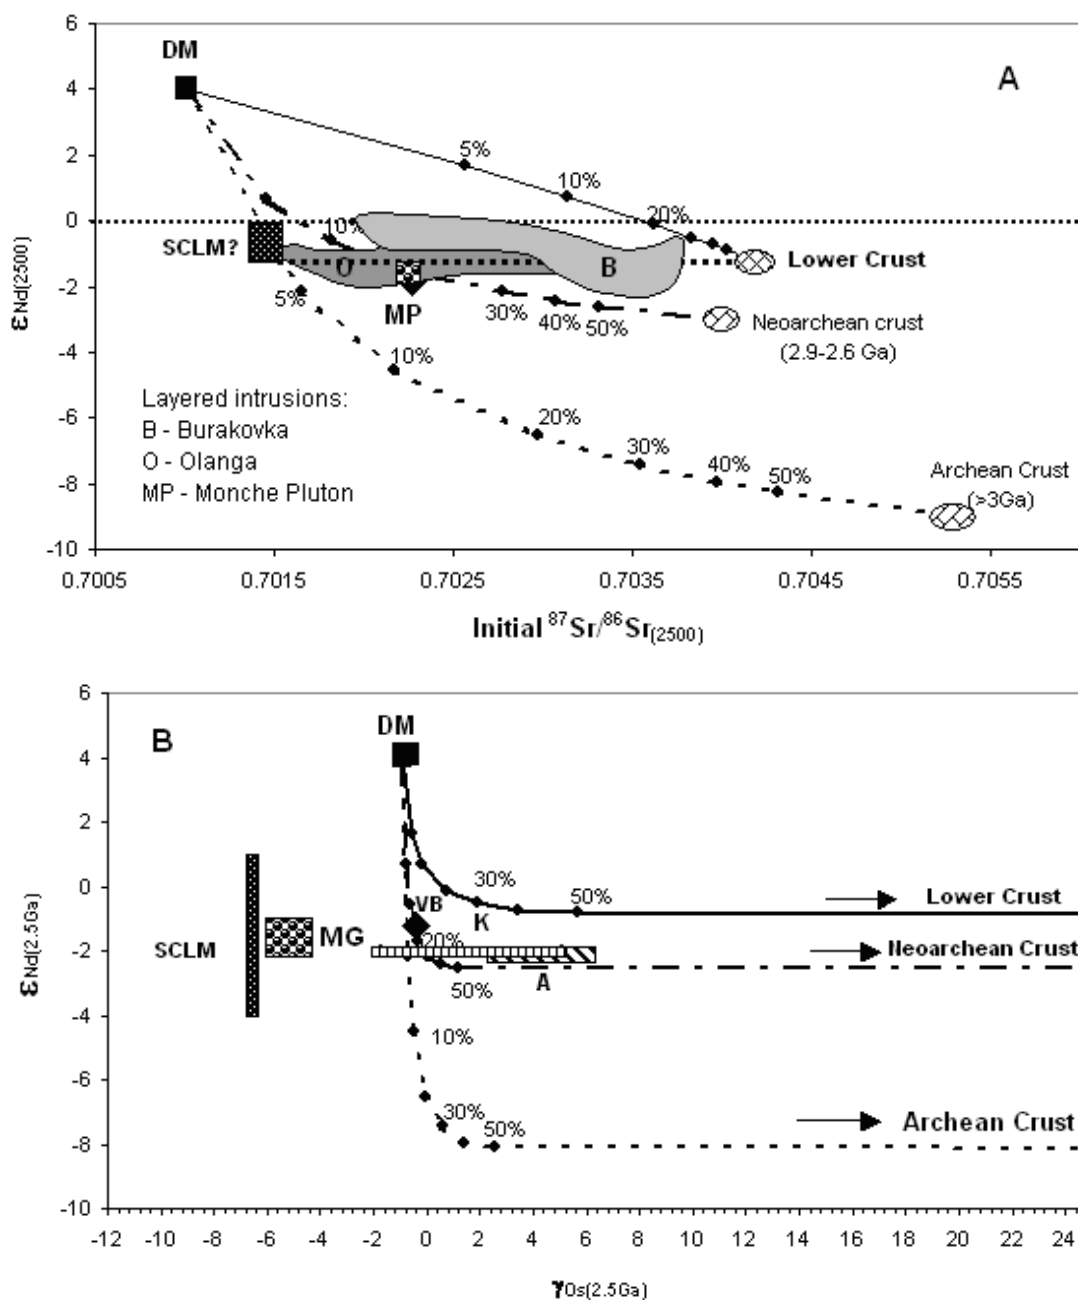 6
DM
A
4
5%
2
10%
20%
0
10%
SCLM?
O
B
Lower Crust
εNd(2500)
-2
5%
MP
30%
40%
50%
Neoarchean crust
(2.9-2.6 Ga)
-4
10%
Layered intrusions:
B - Burakovka
O - Olanga
MP - Monche Pluton
-6
20%
30%
40%
50%
Archean Crust
(>3Ga)
-8
-10
0.7005
0.7015
0.7025
0.7035
0.7045
0.7055
Initial ⁸⁷Sr/⁸⁶Sr(2500)
6
B
DM
4
2
0
30%
50%
Lower Crust
VB
K
εNd(2.5Ga)
SCLM
MG
20%
Neoarchean Crust
-2
50%
A
-4
10%
-6
30%
50%
Archean Crust
-8
-10
-12 -10 -8 -6 -4 -2 0 2 4 6 8 10 12 14 16 18 20 22 24
γOs(2.5Ga)